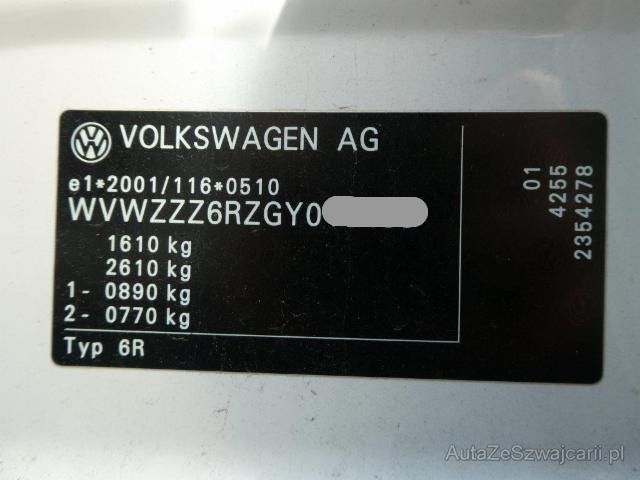 VOLKSWAGEN AG
e1*2001/116*0510
WVWZZZ6RZGY0
1610 kg
2610 kg
1- 0890 kg
2- 0770 kg
Typ 6R
01
4255
2354278
AutaZeSzwajcarii.pl